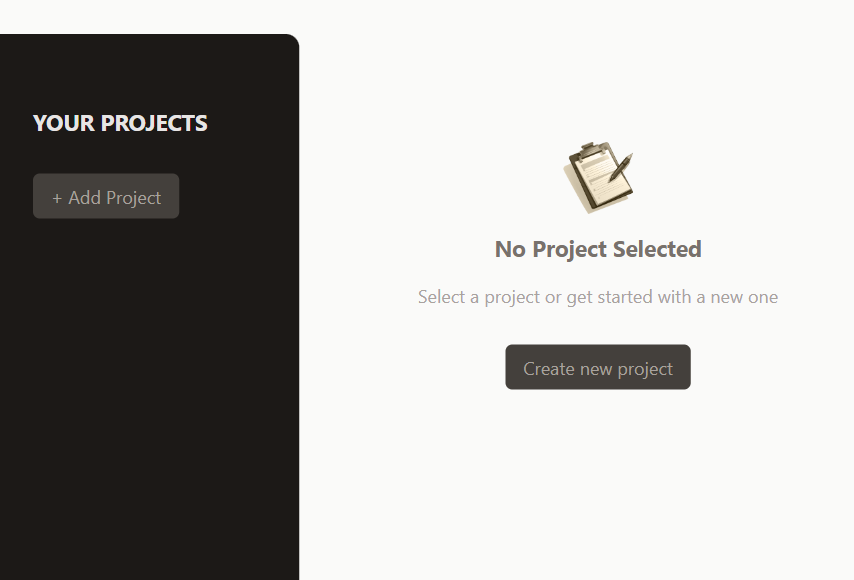 YOUR PROJECTS
+ Add Project
No Project Selected
Select a project or get started with a new one
Create new project